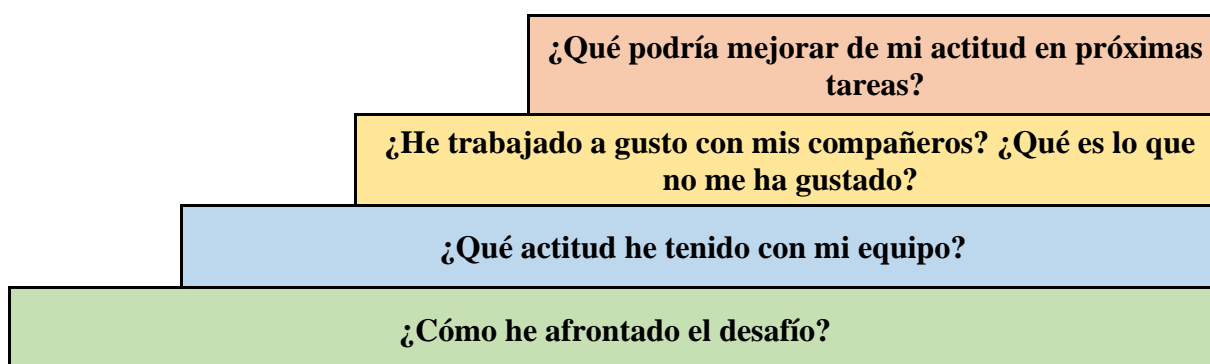 ¿Qué podría mejorar de mi actitud en próximas
tareas?
¿He trabajado a gusto con mis compañeros? ¿Qué es lo que
no me ha gustado?
¿Qué actitud he tenido con mi equipo?
¿Cómo he afrontado el desafío?